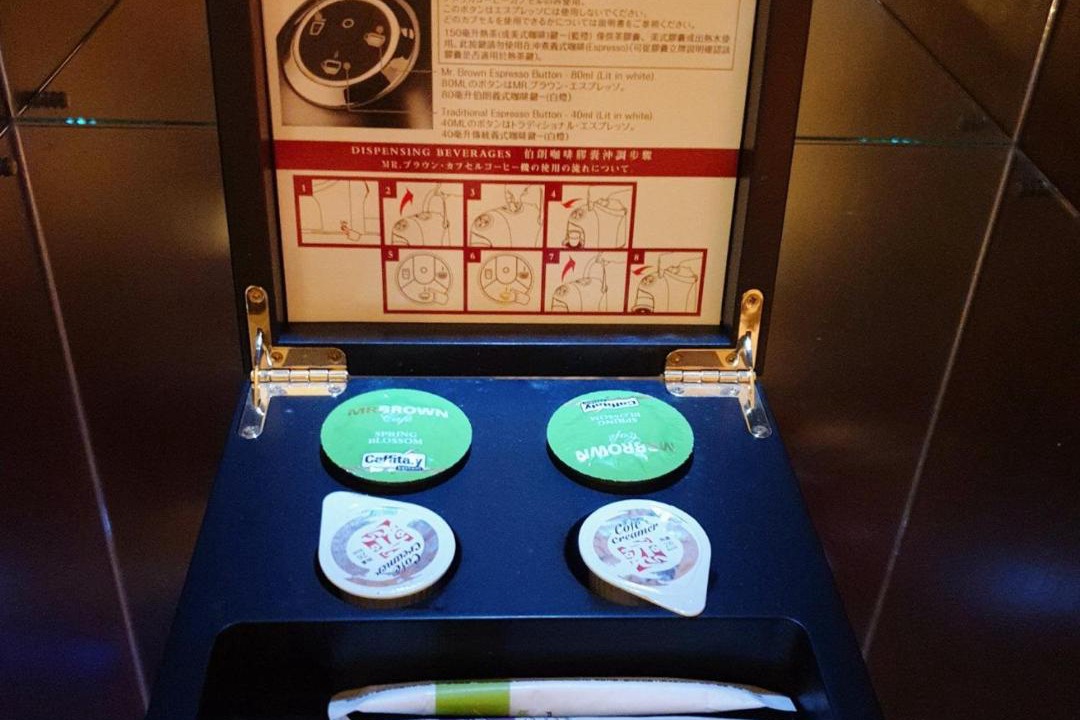 このボタンはエスプレッソには使用しないでください。
どのカプセルを使用できるかについては説明書をご参照ください。
150毫升熱茶(或美式咖啡)鍵-(藍燈) 僅供茶膠囊、美式膠囊或出熱水使
用。此按鍵請勿使用在沖煮義式咖啡(Espresso)(可從膠囊立牌說明確認該
膠囊是否適用於熱茶鍵)。
Mr. Brown Espresso Button - 80ml (Lit in white)
80MLのボタンはMR.ブラウン・エスプレッソ。
80毫升伯朗義式咖啡鍵-(白燈)
Traditional Espresso Button - 40ml (Lit in white)
40MLのボタンはトラディショナル・エスプレッソ。
40毫升傳統義式咖啡鍵-(白燈)
DISPENSING BEVERAGES 伯朗咖啡膠囊沖調步驟
MR.ブラウン・カプセルコーヒー機の使用の流れについて
1 2 3 4
5 6 7 8
MR.BROWN
Café
SPRING
BLOSSOM
Caffitaly
Caffitaly
SPRING
BLOSSOM
Café
MR.BROWN
Café
creamer
Café
creamer